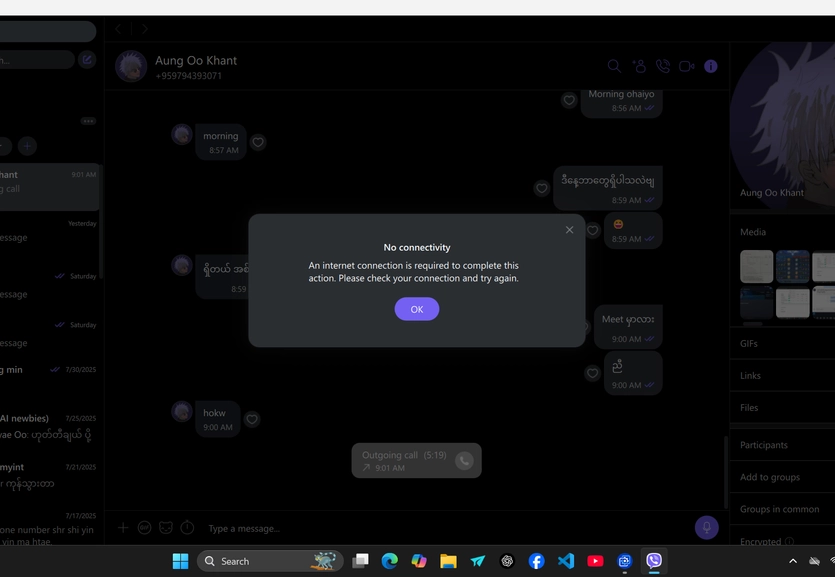 Aung Oo Khant
+959794393071
Morning ohaiyo
8:56 AM
morning
8:57 AM
ဒီနေ့ဘာတွေရှိပါသလဲဗျ
8:59 AM
8:59 AM
ရှိတယ်
8:59
Meet မှာလား
9:00 AM
ညီ
9:00 AM
hokw
9:00 AM
Outgoing call (5:19)
9:01 AM
Type a message...
No connectivity
An internet connection is required to complete this
action. Please check your connection and try again.
OK
hant
9:01 AM
g call
Yesterday
essage
Saturday
essage
Saturday
essage
g min
7/30/2025
AI newbies)
7/25/2025
ae Oo: ဟုတ်တီချယ် ပို့
myint
7/21/2025
r ကုန်သွားတာ
7/17/2025
one number shr shi yin
yin ma htae.
Aung Oo Khant
Media
GIFs
Links
Files
Participants
Add to groups
Groups in common
Encrypted
Search